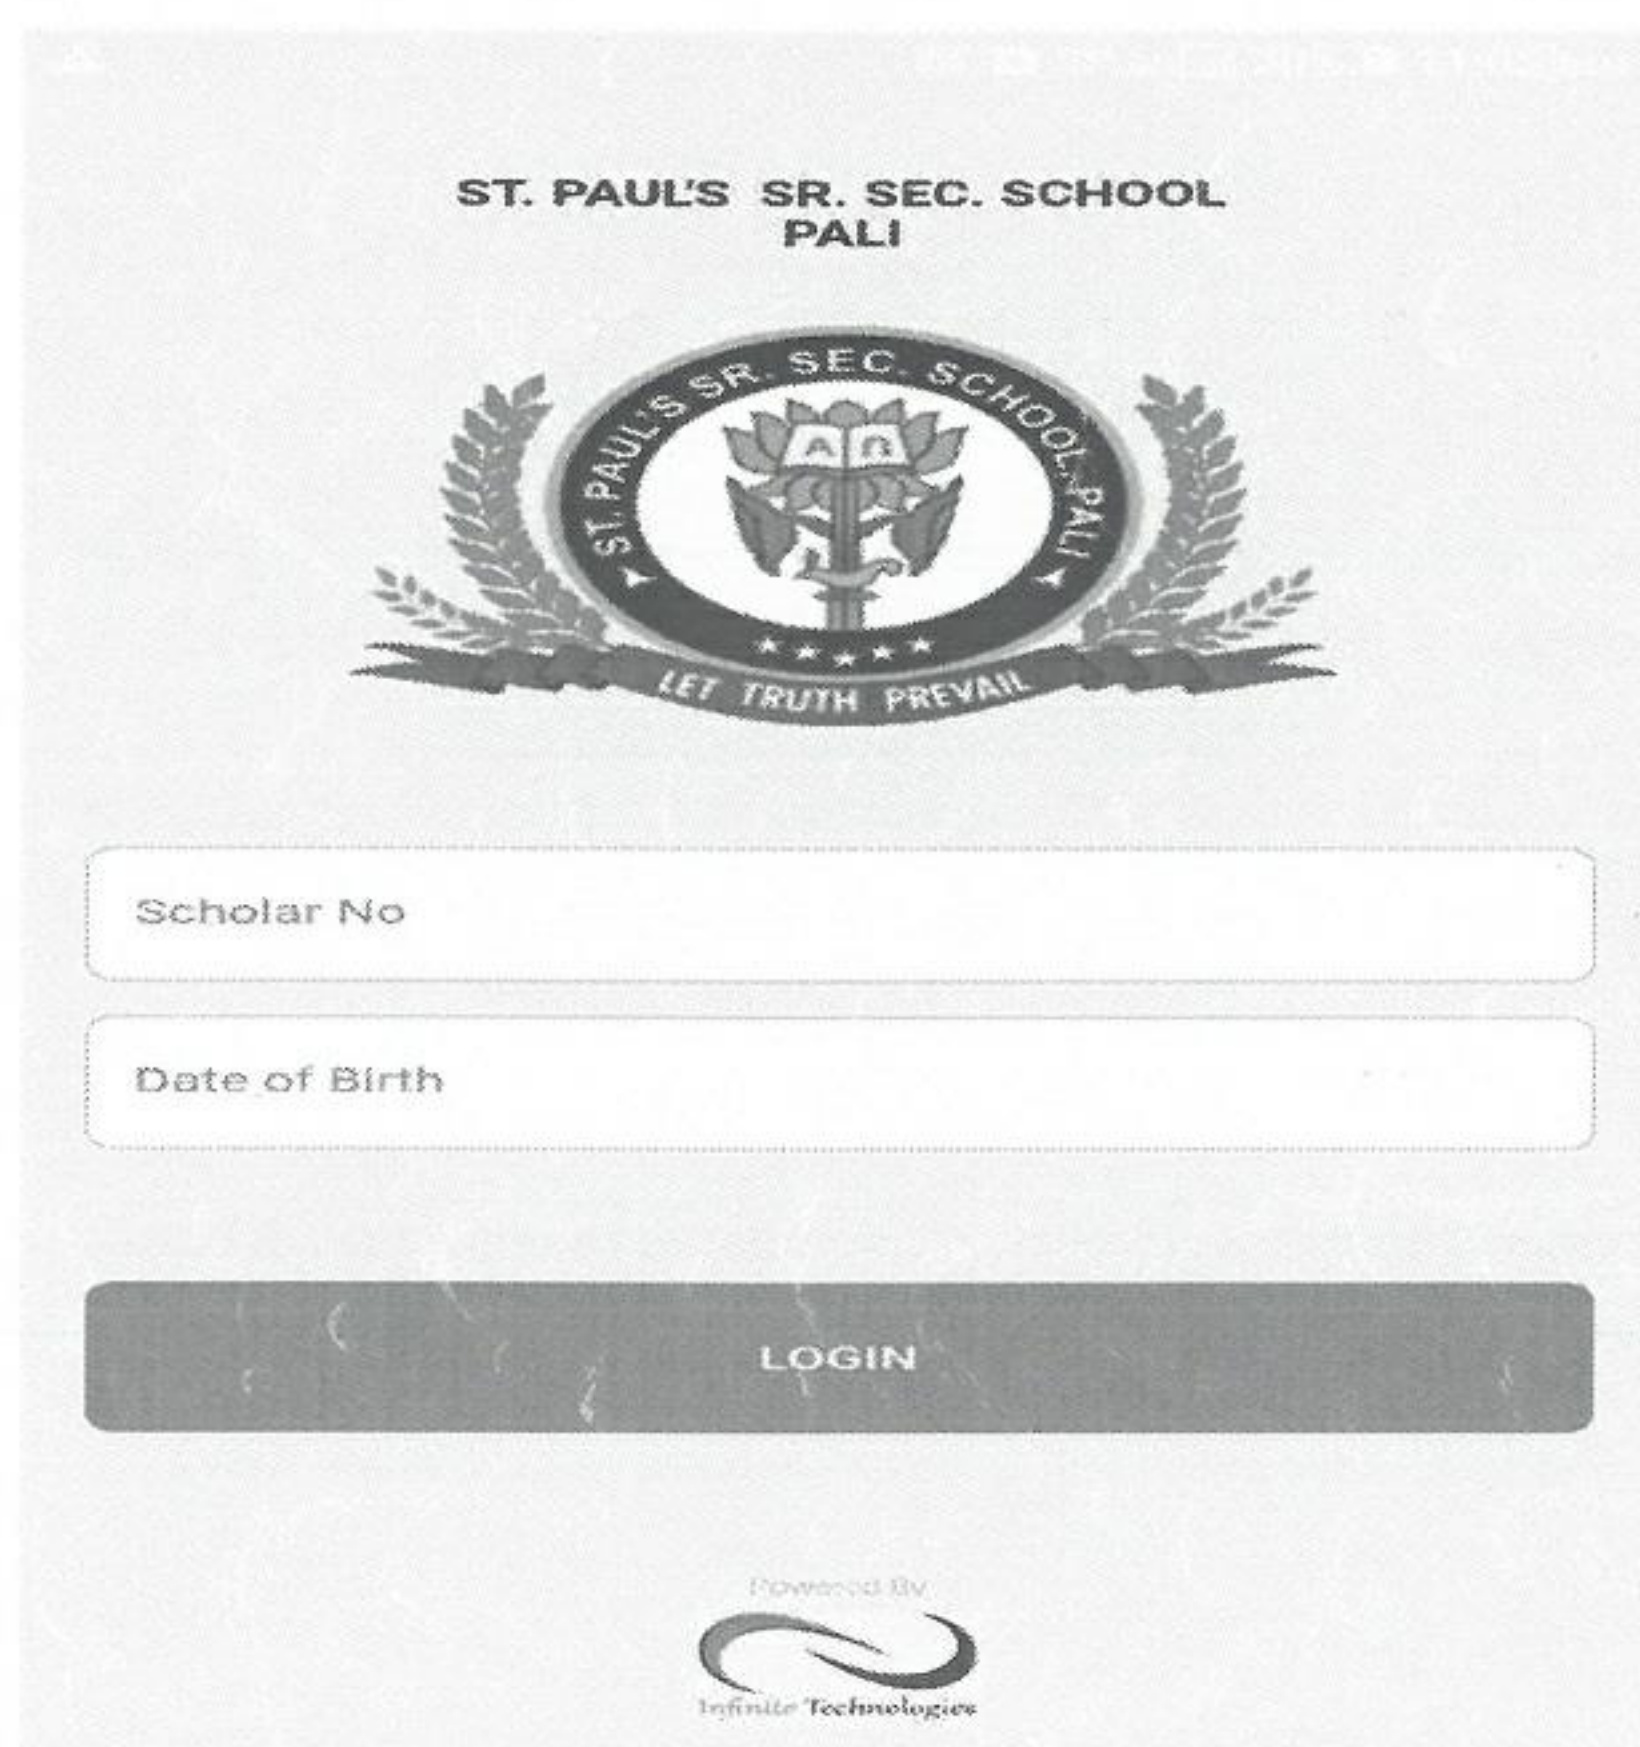 ST. PAUL'S SR. SEC. SCHOOL
PALI
ST. PAUL'S SR. SEC. SCHOOL, PALI
A Ω
LET TRUTH PREVAIL
Scholar No
Date of Birth
LOGIN
Powered By
Infinite Technologies